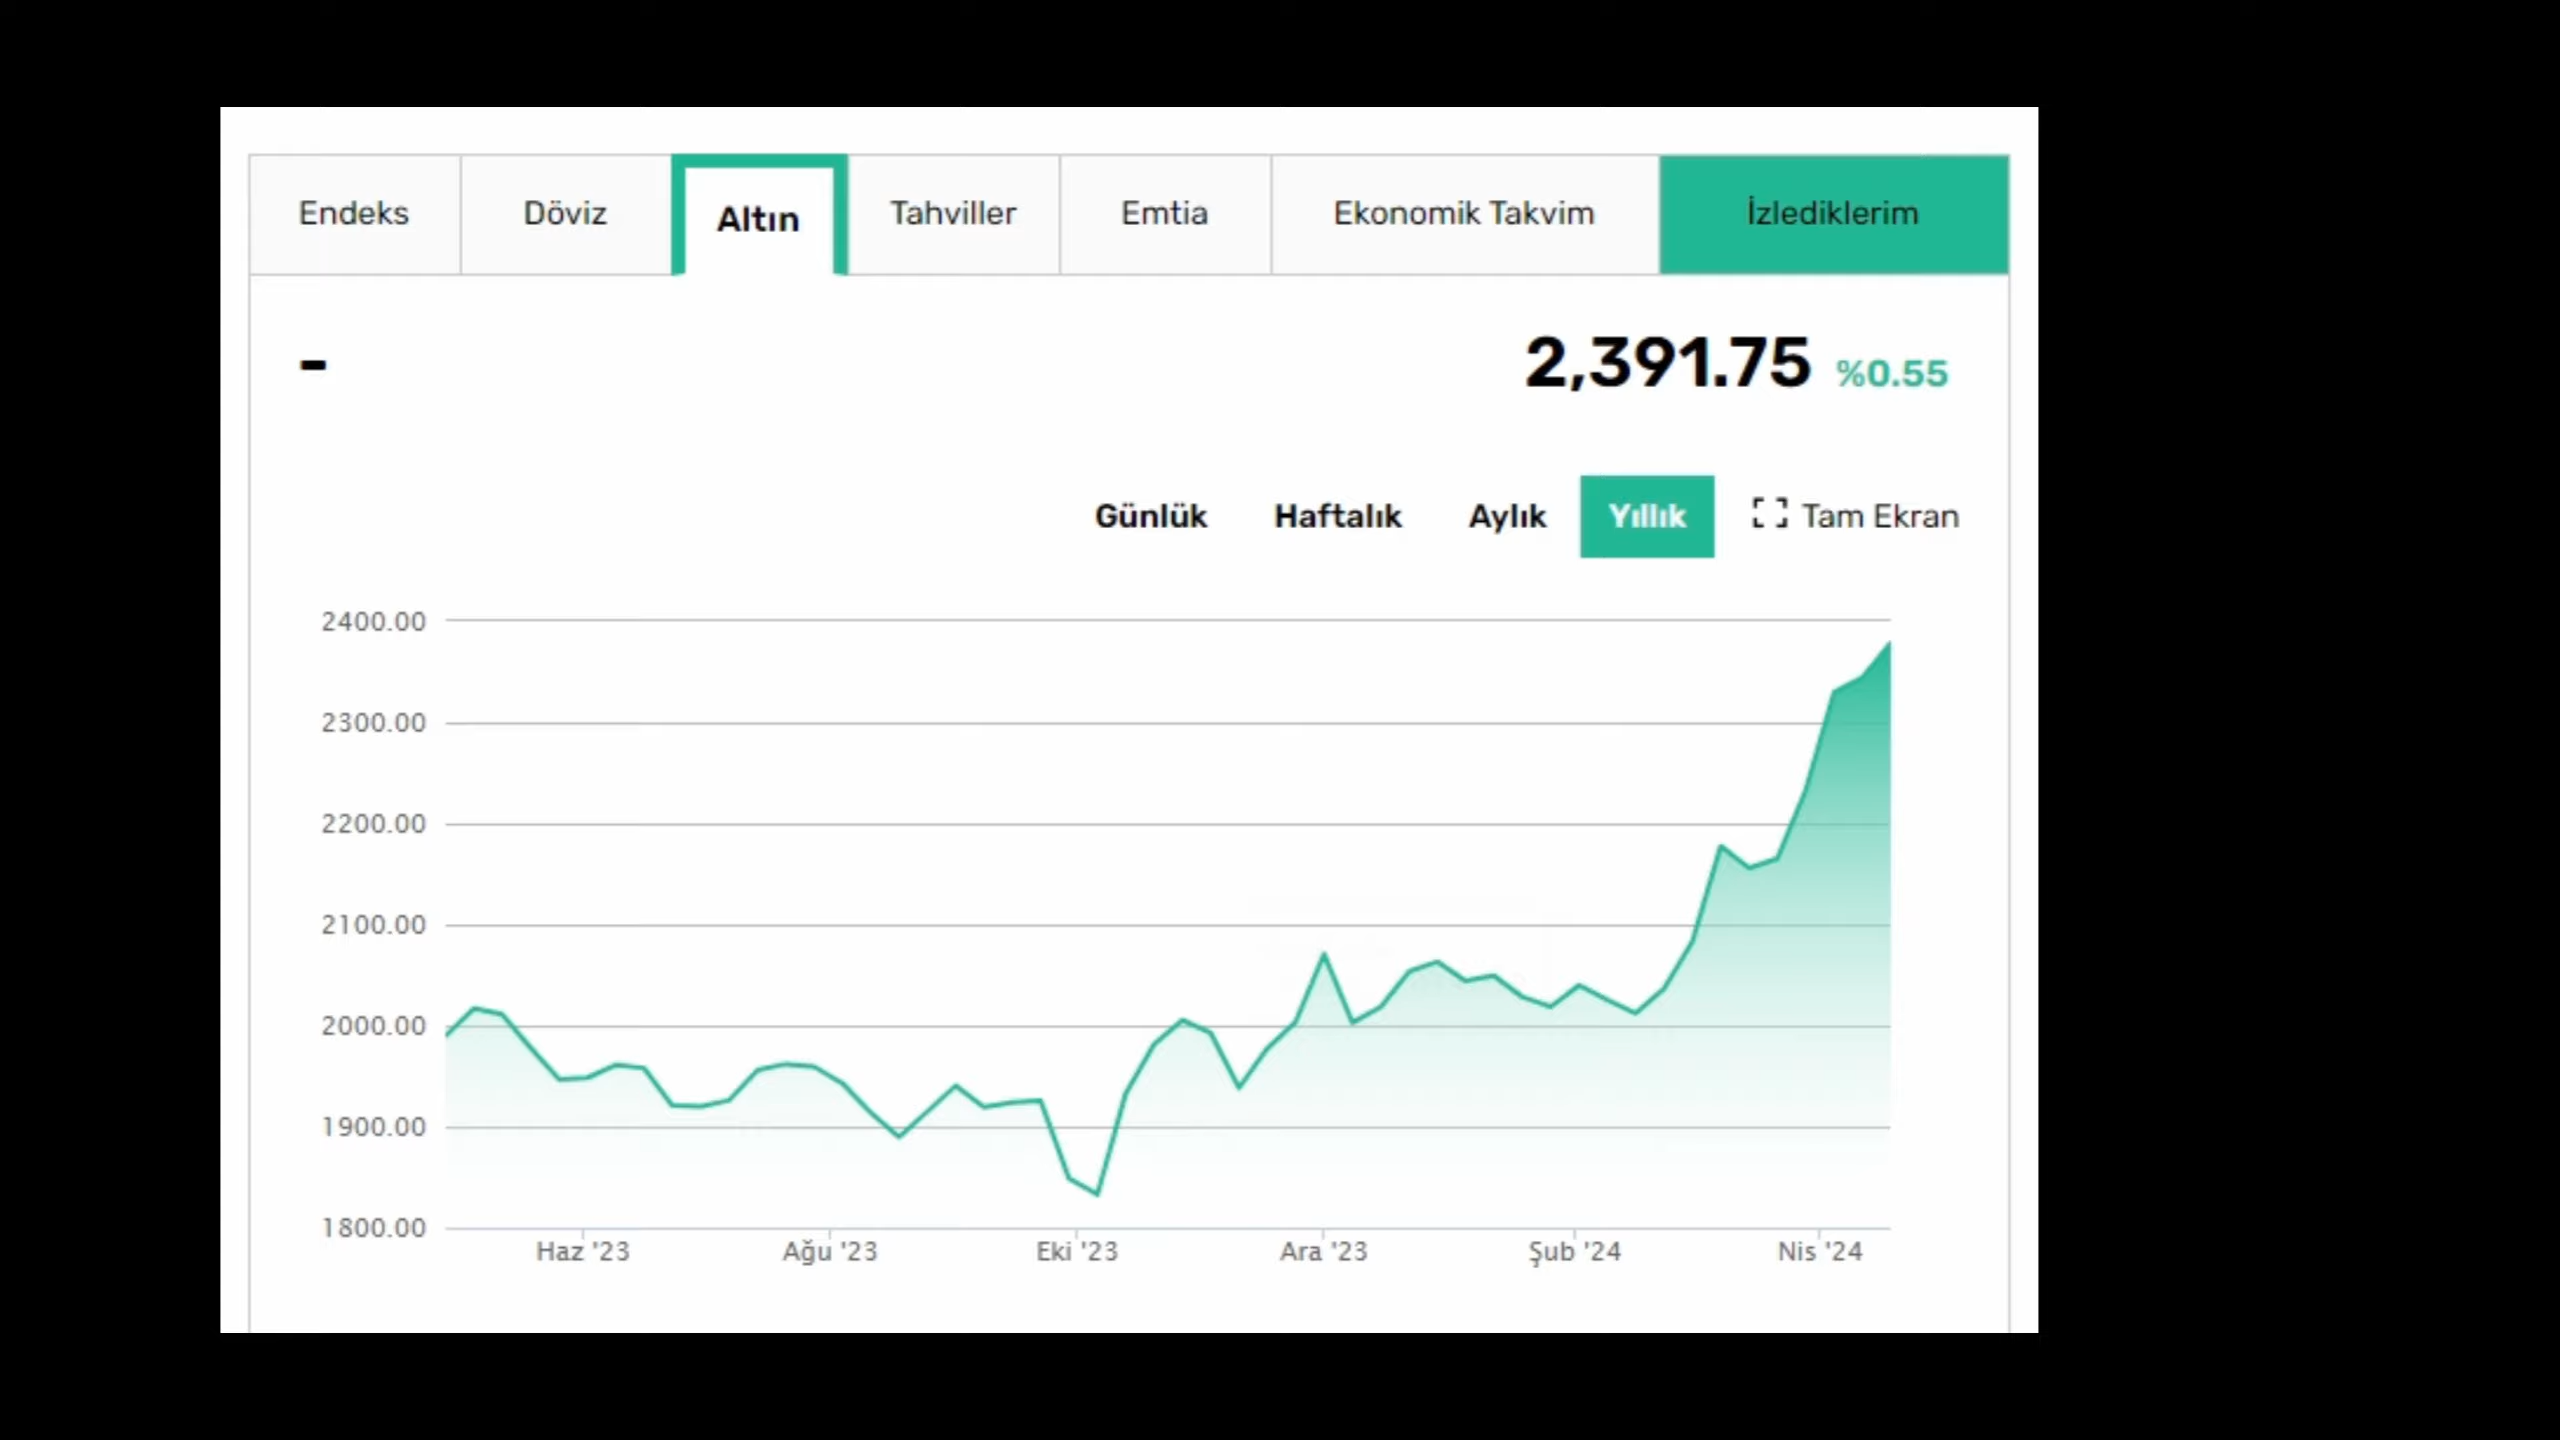 Endeks Döviz Altın Tahviller Emtia Ekonomik Takvim İzlediklerim
- 2,391.75 %0.55
Günlük Haftalık Aylık Yıllık Tam Ekran
2400.00
2300.00
2200.00
2100.00
2000.00
1900.00
1800.00
Haz '23 Ağu '23 Eki '23 Ara '23 Şub '24 Nis '24